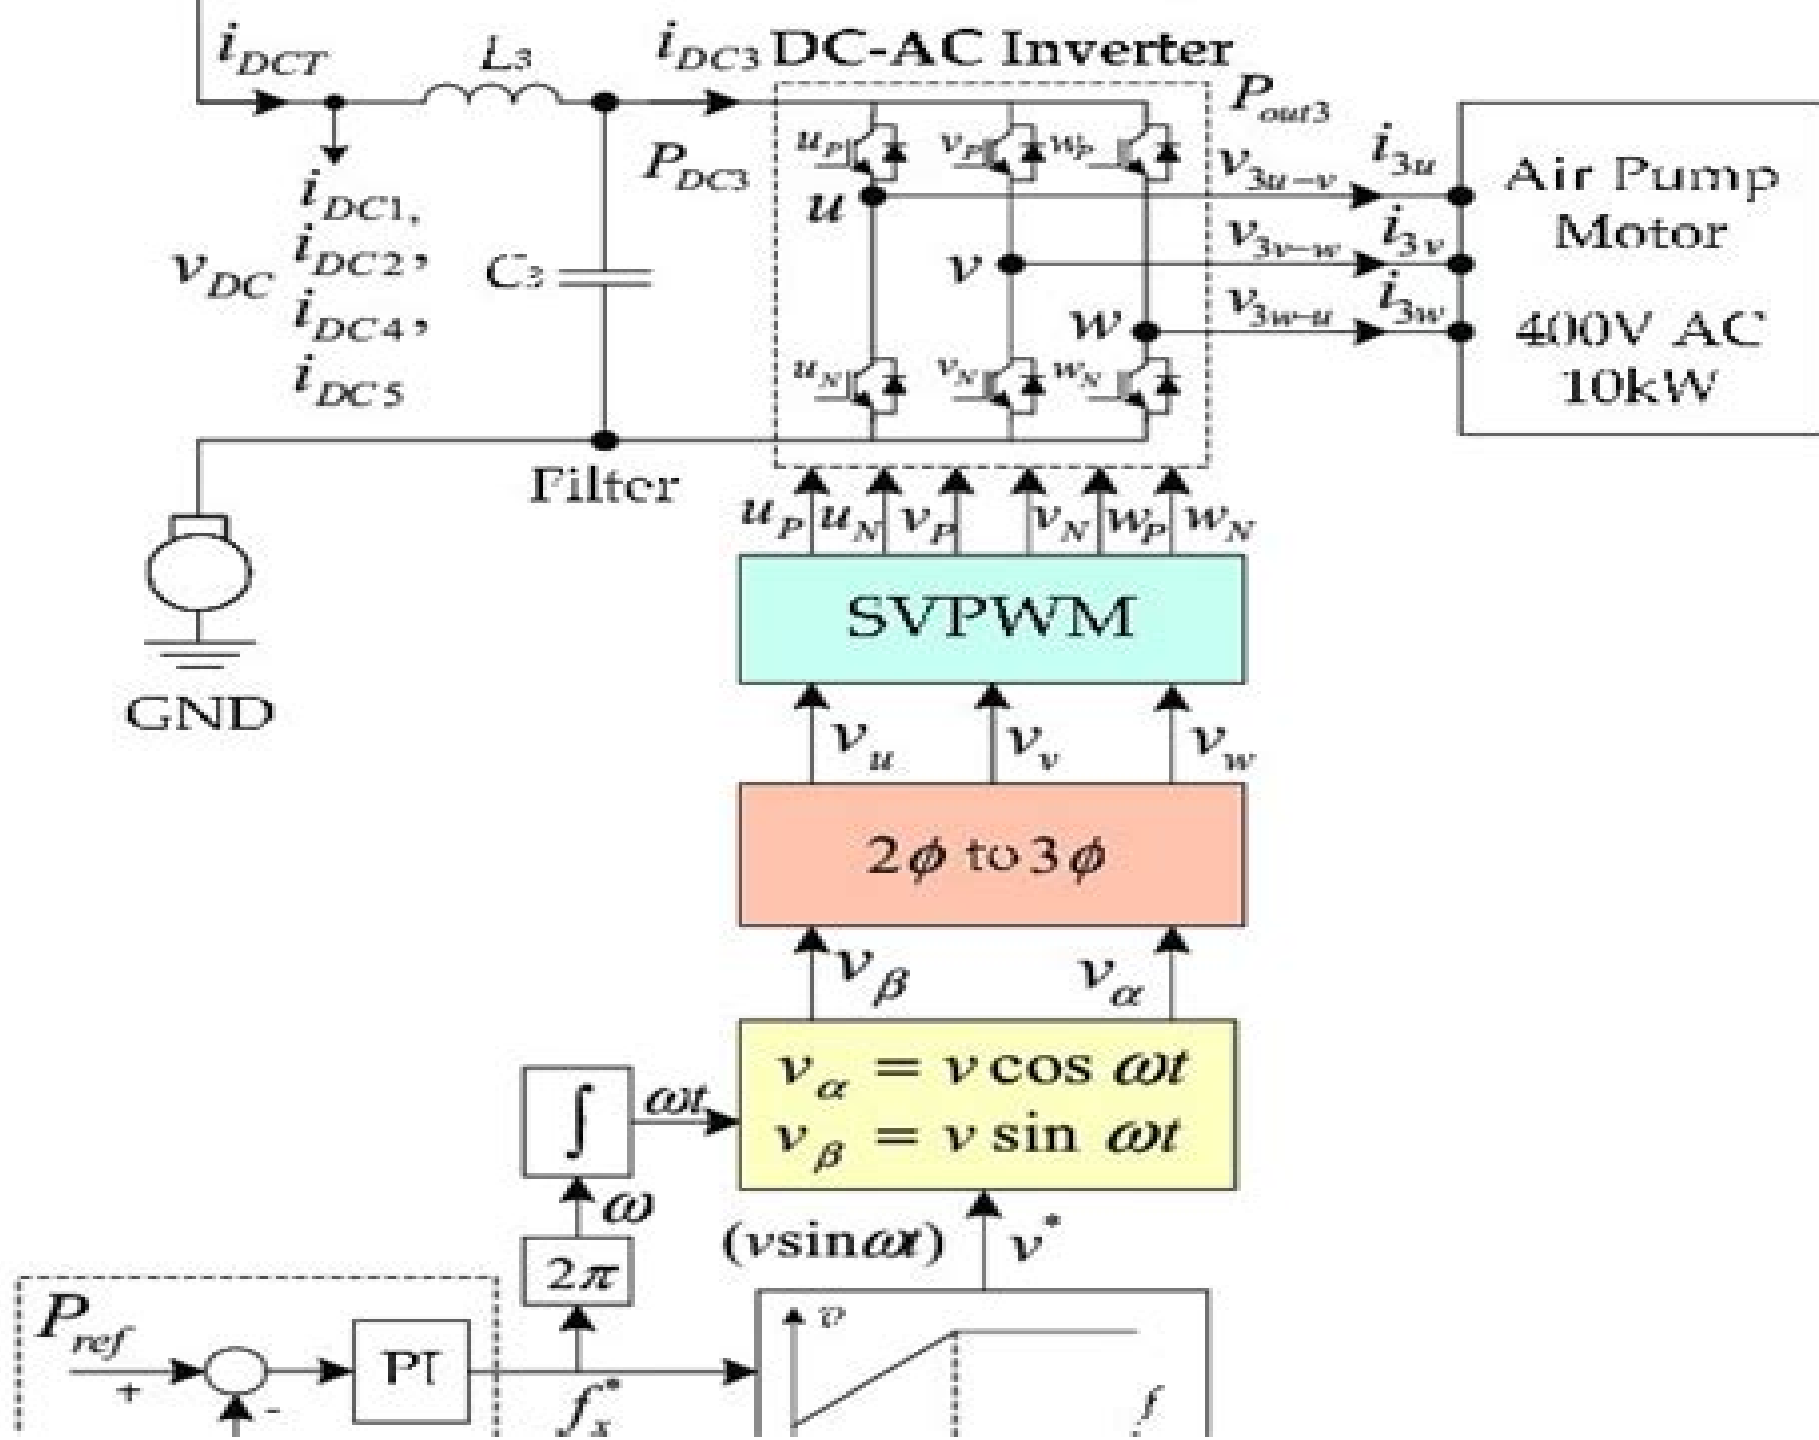 i_DCT L₃ i_DC3 DC-AC Inverter
P_DC3 P_out3
i_DC1,
v_DC i_DC2,
i_DC4,
i_DC5
C₃
u_P v_P w_P
u
v
w
u_N v_N w_N
v_3u-v i_3u
v_3v-w i_3v
v_3w-u i_3w
Air Pump
Motor
400V AC
10kW
Filter
GND
u_P u_N v_P v_N w_P w_N
SVPWM
v_u v_v v_w
2ϕ to 3ϕ
v_β v_α
v_α = v cos ωt
v_β = v sin ωt
∫ ωt
ω
2π
(vsinωt) v*
P_ref
+
-
PI
v
f